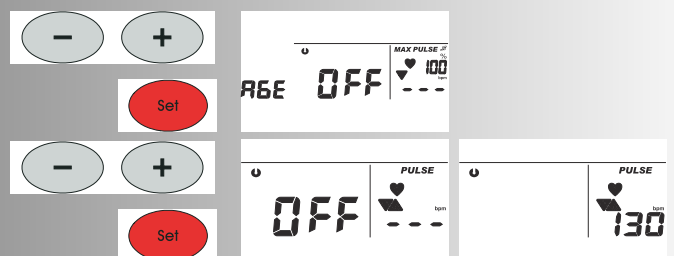 − +
MAX PULSE
%
100
bpm
AGE OFF
- - -
Set
− +
PULSE
bpm
OFF
- - -
PULSE
bpm
130
Set